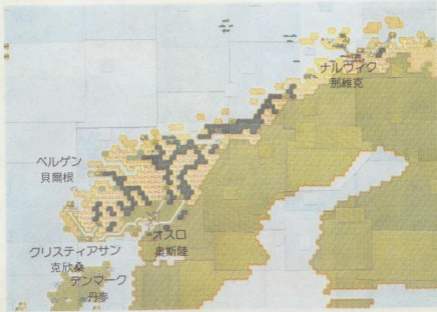 ナルヴィク
那維克
ベルゲン
貝爾根
オスロ
奥斯陸
クリスティアサン
克欣桑
デンマーク
丹麥